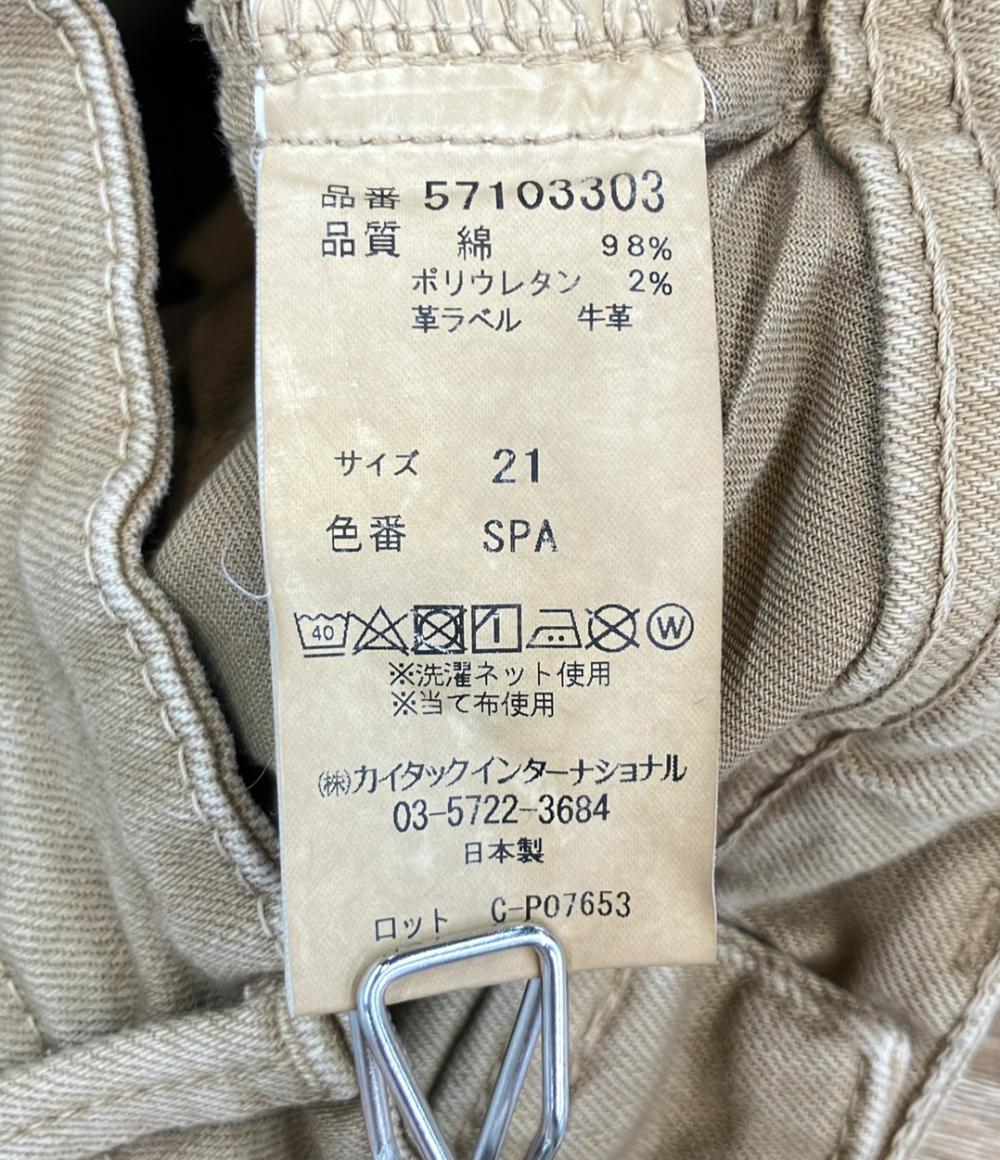 品番 57103303
品質 綿 98%
ポリウレタン 2%
革ラベル 牛革
サイズ 21
色番 SPA
40 W
※洗濯ネット使用
※当て布使用
(株)カイタックインターナショナル
03-5722-3684
日本製
ロット C-P07653